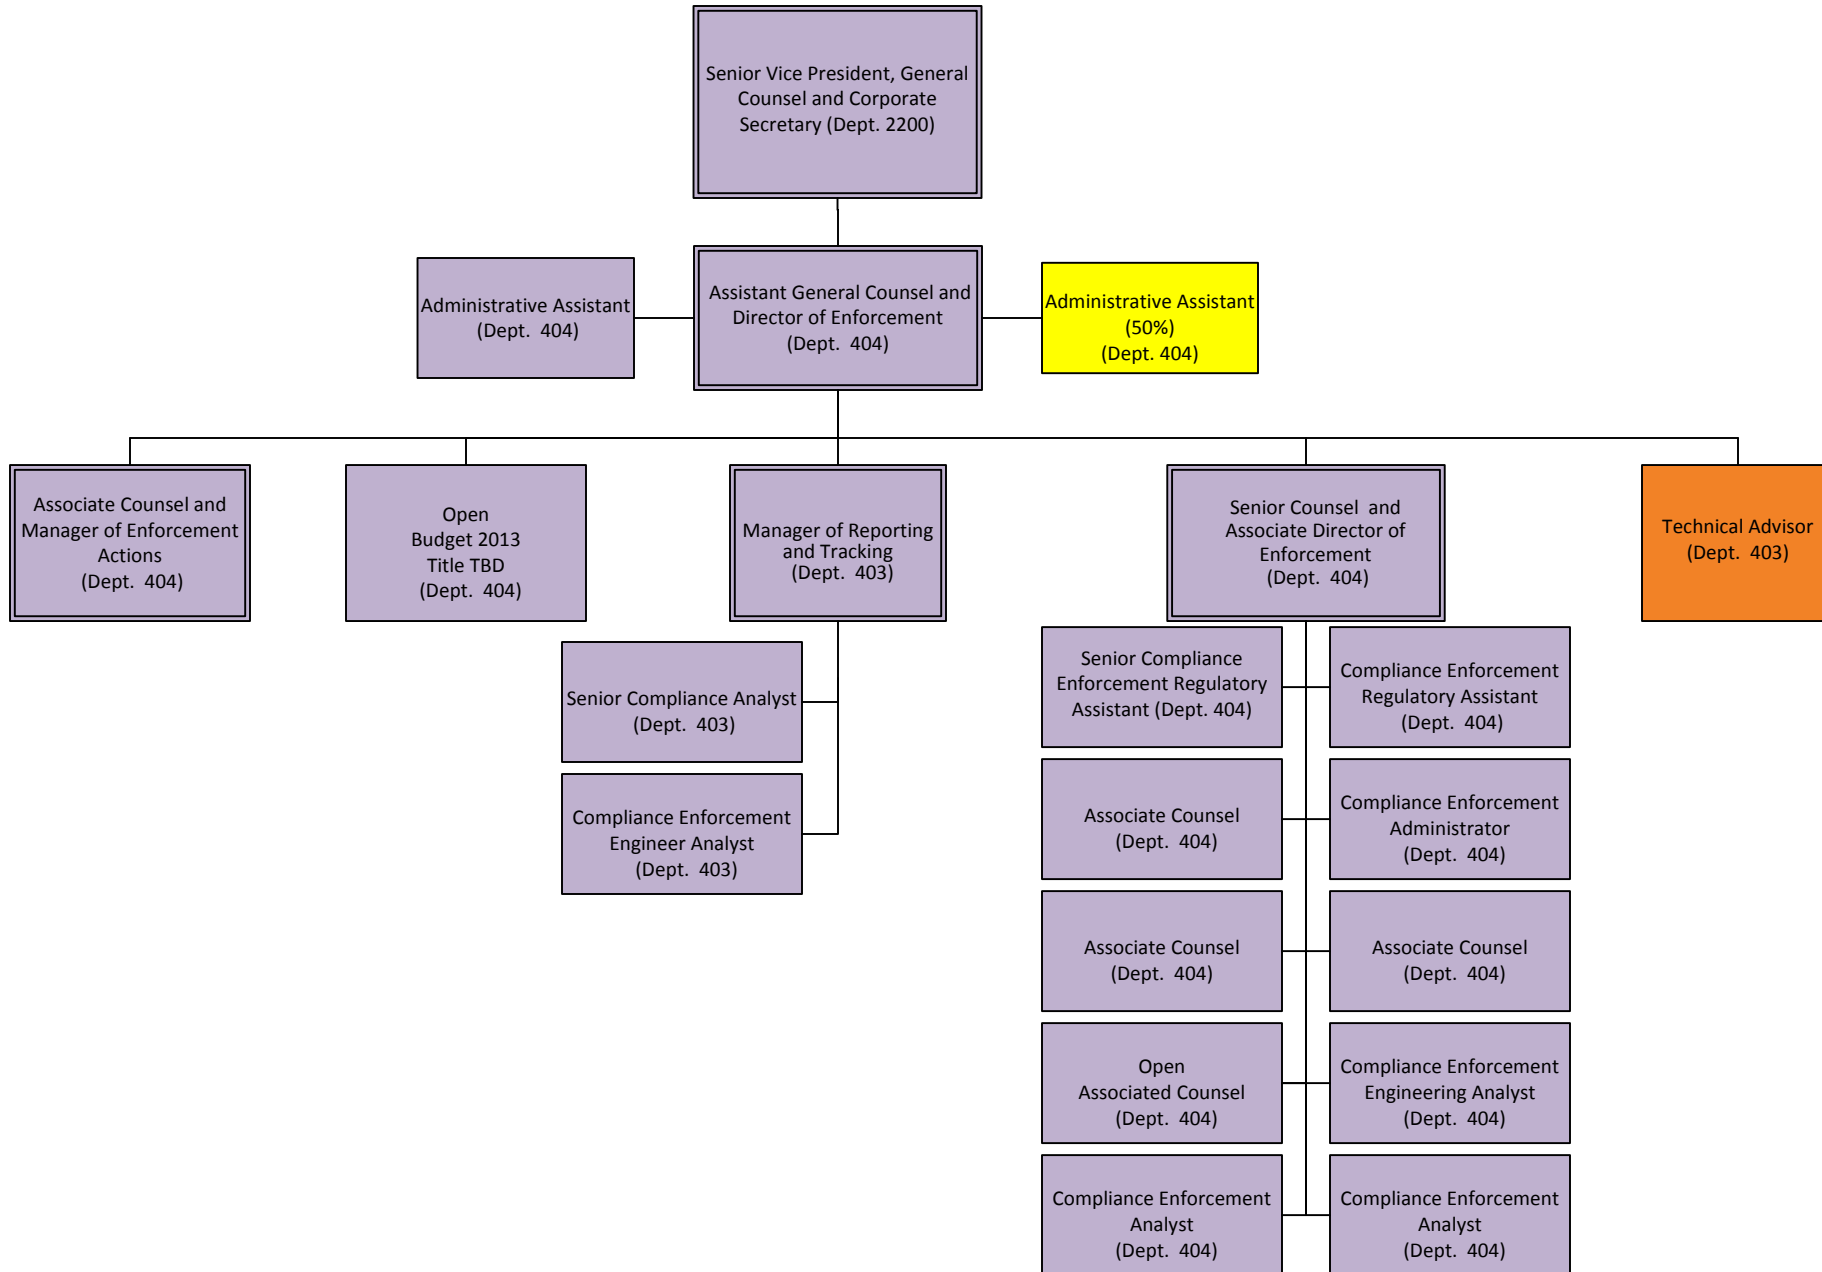 Senior Vice President, General
Counsel and Corporate
Secretary (Dept. 2200)
Administrative Assistant
(Dept. 404)
Assistant General Counsel and
Director of Enforcement
(Dept. 404)
Administrative Assistant
(50%)
(Dept. 404)
Associate Counsel and
Manager of Enforcement
Actions
(Dept. 404)
Open
Budget 2013
Title TBD
(Dept. 404)
Manager of Reporting
and Tracking
(Dept. 403)
Senior Counsel and
Associate Director of
Enforcement
(Dept. 404)
Technical Advisor
(Dept. 403)
Senior Compliance Analyst
(Dept. 403)
Compliance Enforcement
Engineer Analyst
(Dept. 403)
Senior Compliance
Enforcement Regulatory
Assistant (Dept. 404)
Compliance Enforcement
Regulatory Assistant
(Dept. 404)
Associate Counsel
(Dept. 404)
Compliance Enforcement
Administrator
(Dept. 404)
Associate Counsel
(Dept. 404)
Associate Counsel
(Dept. 404)
Open
Associated Counsel
(Dept. 404)
Compliance Enforcement
Engineering Analyst
(Dept. 404)
Compliance Enforcement
Analyst
(Dept. 404)
Compliance Enforcement
Analyst
(Dept. 404)